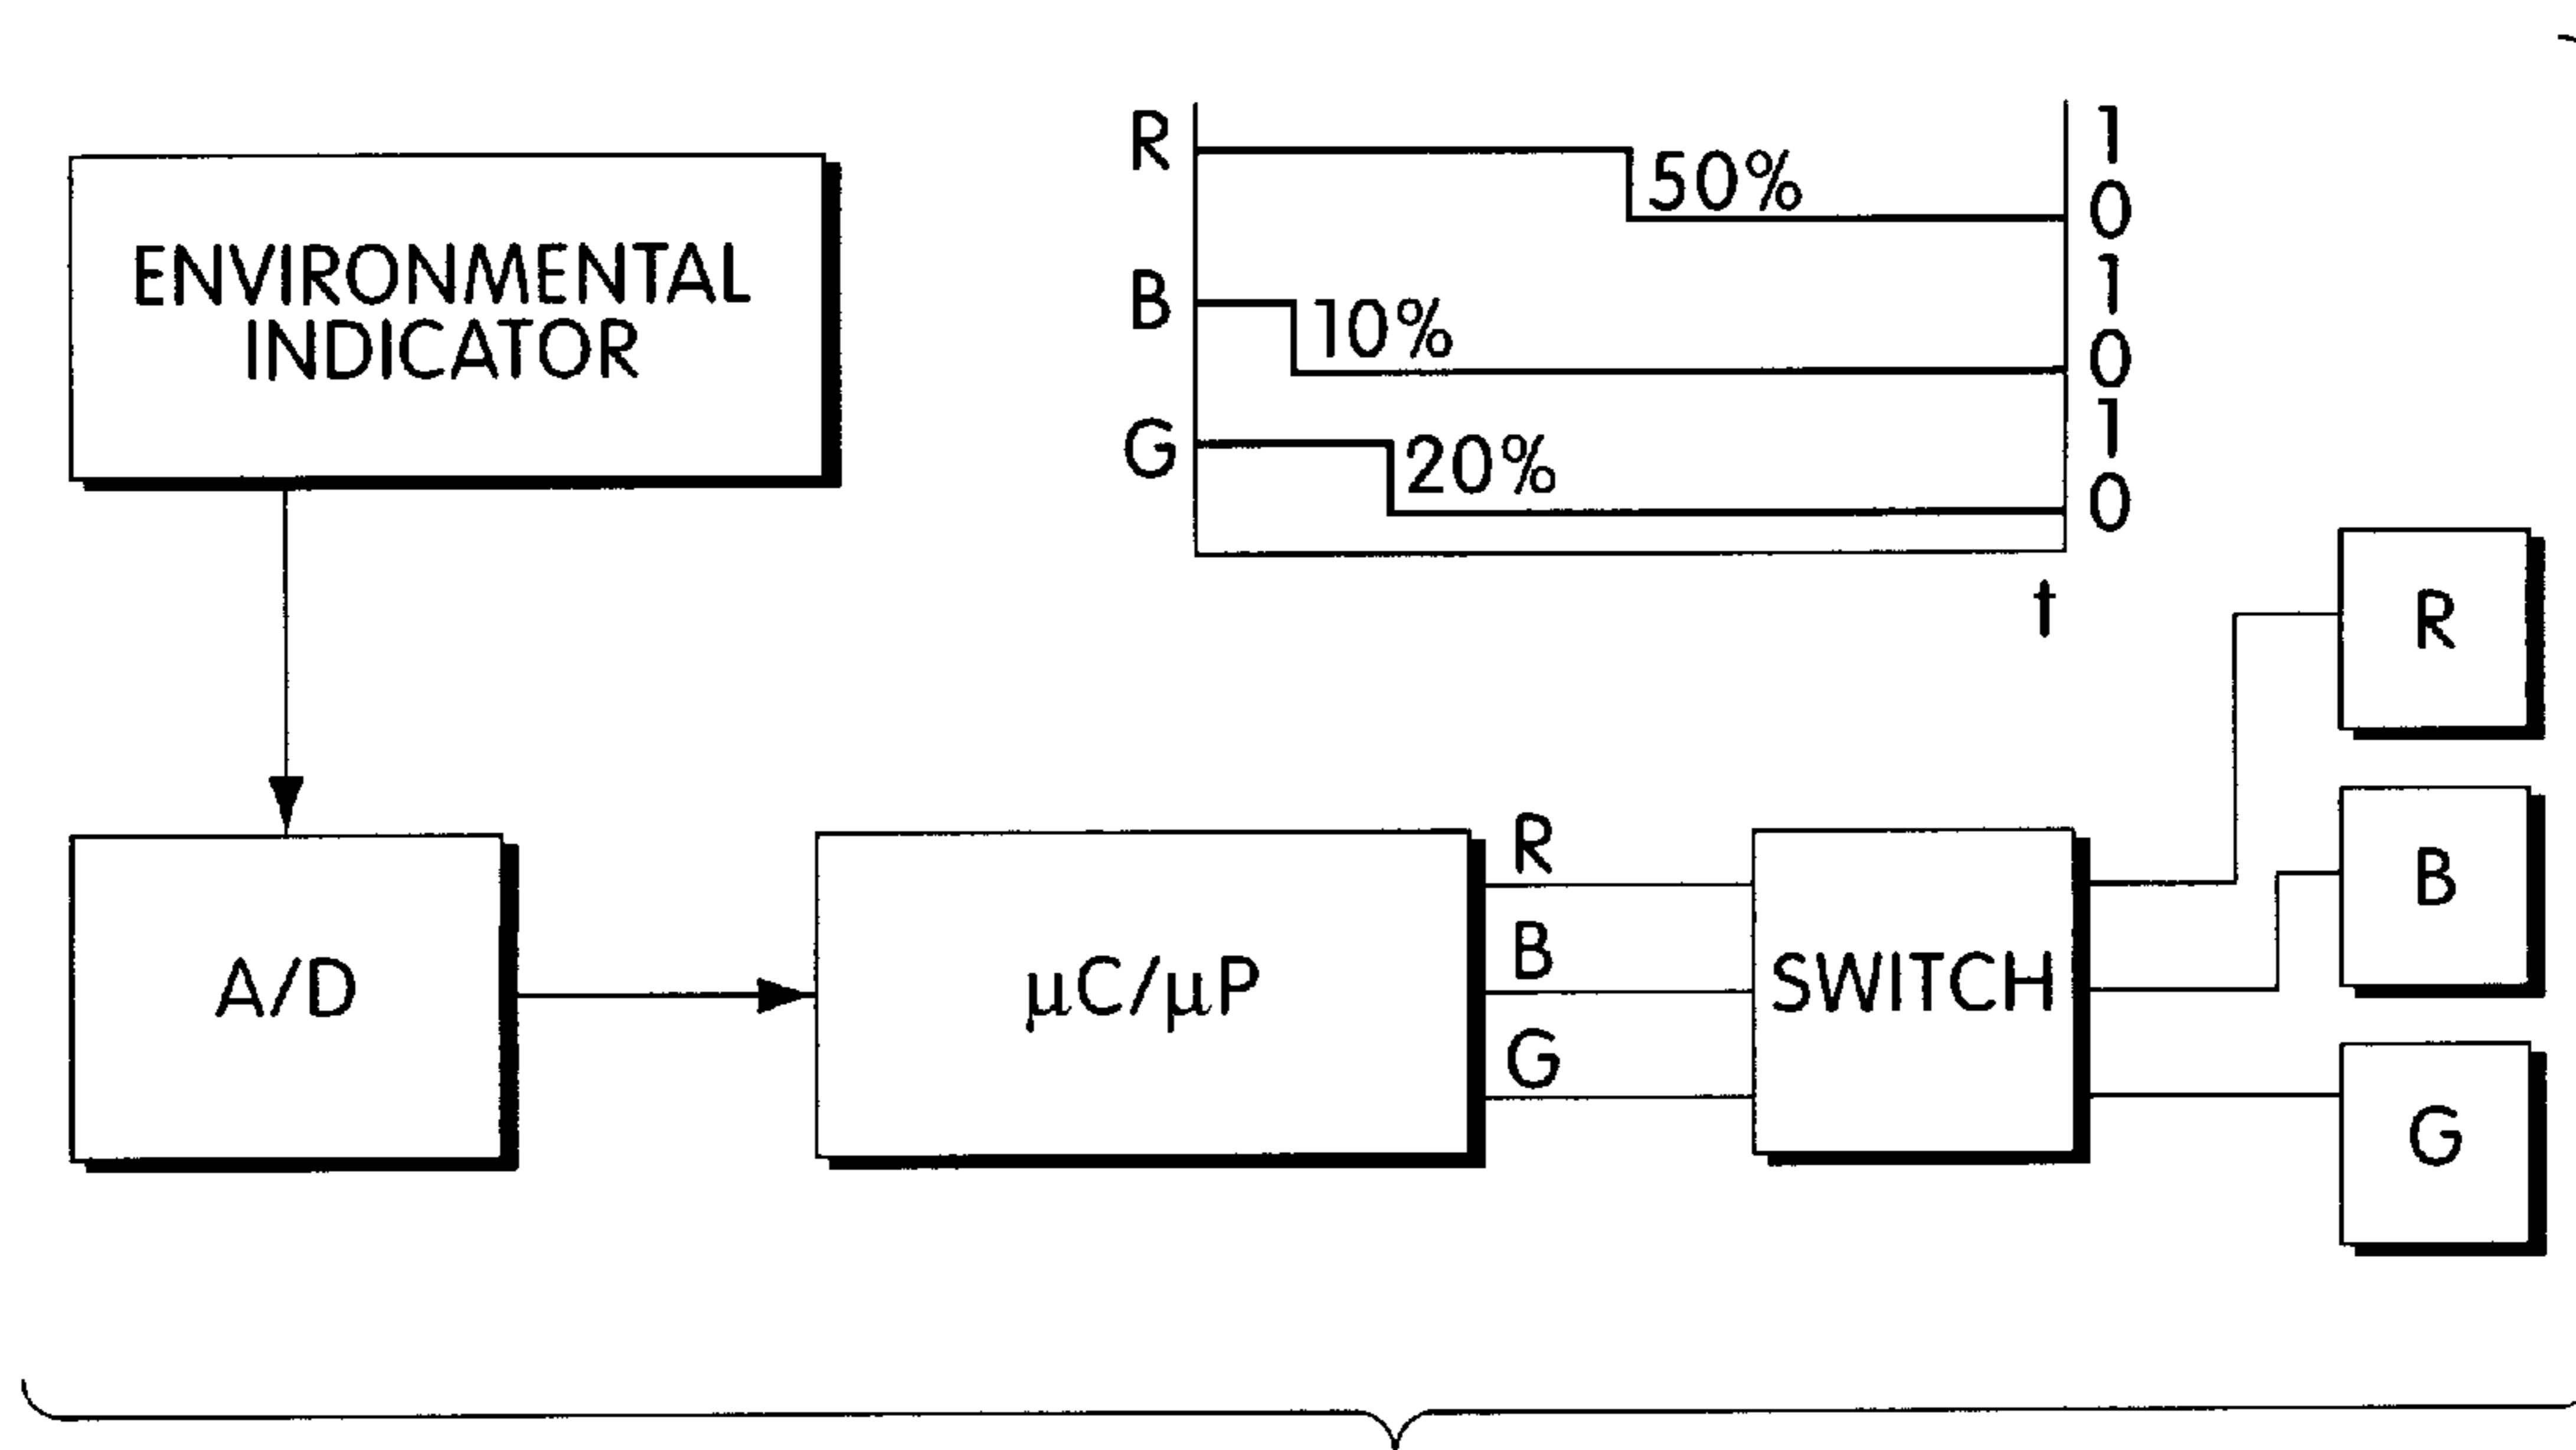 ENVIRONMENTAL
INDICATOR
R
50%
1
0
B
10%
1
0
G
20%
1
0
t
A/D
µC/µP
R
B
G
SWITCH
R
B
G